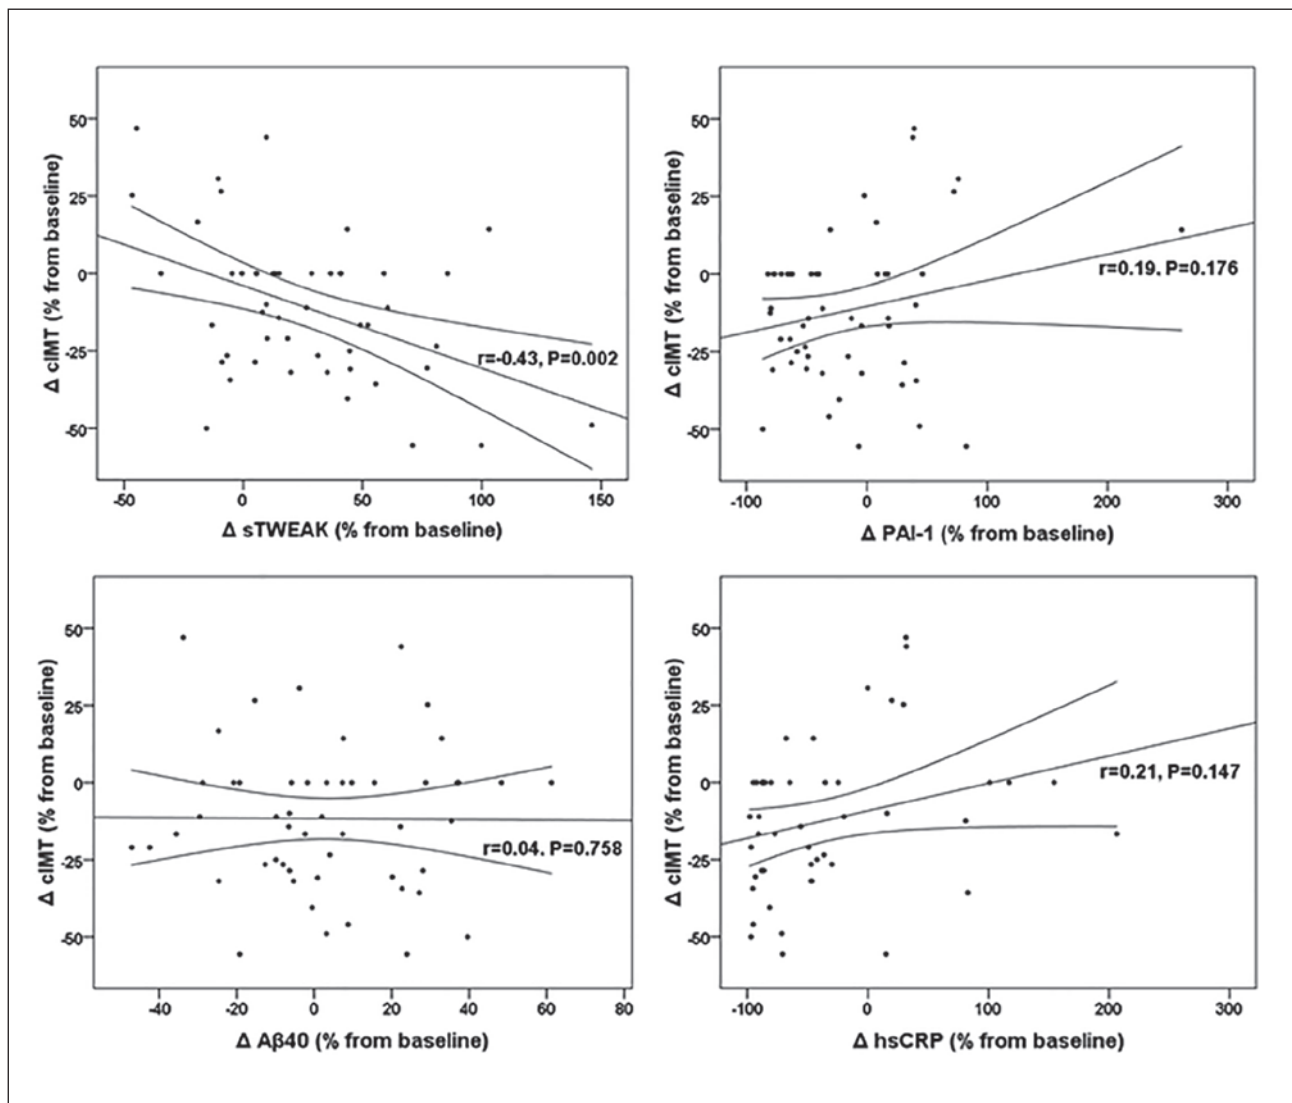 50
25
0
-25
-50
Δ cIMT (% from baseline)
r=-0.43, P=0.002
-50 0 50 100 150
Δ sTWEAK (% from baseline)
50
25
0
-25
-50
Δ cIMT (% from baseline)
r=0.19. P=0.176
-100 0 100 200 300
Δ PAI-1 (% from baseline)
50
25
0
-25
-50
Δ cIMT (% from baseline)
r=0.04. P=0.758
-40 -20 0 20 40 60 80
Δ Aβ40 (% from baseline)
50
25
0
-25
-50
Δ cIMT (% from baseline)
r=0.21, P=0.147
-100 0 100 200 300
Δ hsCRP (% from baseline)